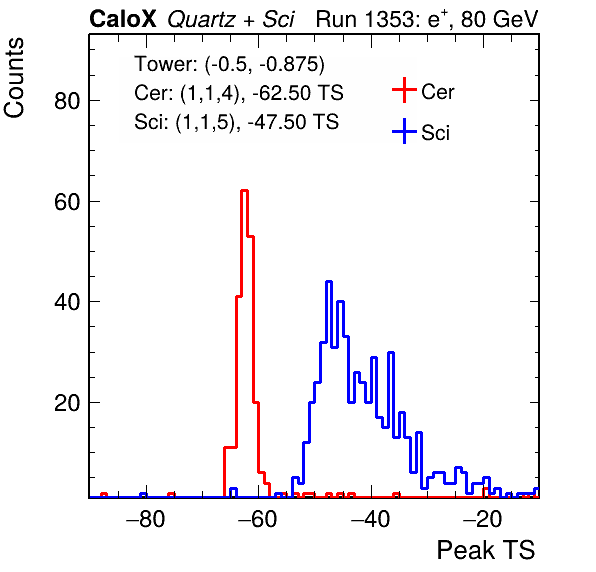 CaloX Quartz + Sci Run 1353: e+, 80 GeV
Counts
Tower: (-0.5, -0.875)
Cer: (1,1,4), -62.50 TS
Sci: (1,1,5), -47.50 TS
Cer
Sci
80
60
40
20
−80 −60 −40 −20
Peak TS